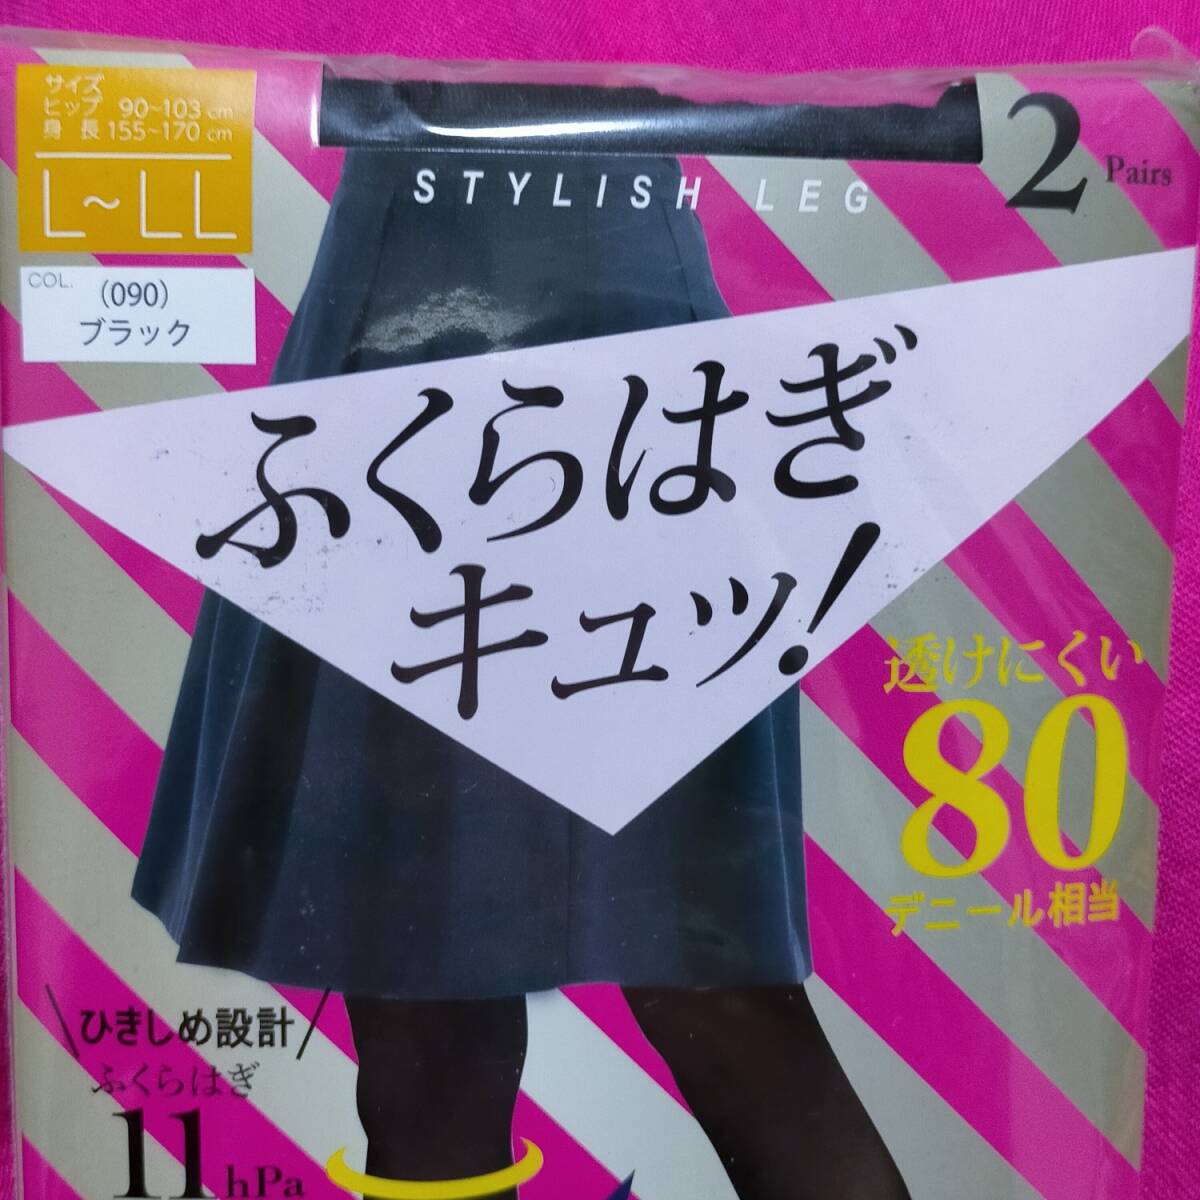 サイズ
ヒップ 90~103 cm
身長 155~170 cm
L~LL
COL.
(090)
ブラック
STYLISH LEG
2 Pairs
ふくらはぎ
キュッ!
透けにくい
80
デニール相当
\ひきしめ設計/
ふくらはぎ
11hPa